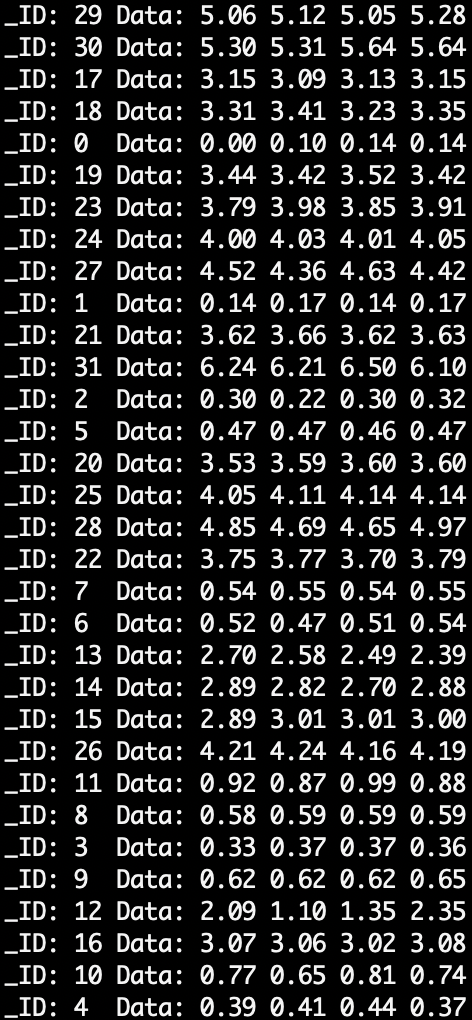 _ID: 29 Data: 5.06 5.12 5.05 5.28
_ID: 30 Data: 5.30 5.31 5.64 5.64
_ID: 17 Data: 3.15 3.09 3.13 3.15
_ID: 18 Data: 3.31 3.41 3.23 3.15
_ID: 0  Data: 0.00 0.10 0.14 0.14
_ID: 19 Data: 3.44 3.42 3.52 3.42
_ID: 23 Data: 3.79 3.98 3.85 3.91
_ID: 24 Data: 4.00 4.03 4.01 4.05
_ID: 27 Data: 4.52 4.36 4.63 4.42
_ID: 1  Data: 0.14 0.17 0.14 0.17
_ID: 21 Data: 3.62 3.66 3.62 3.63
_ID: 31 Data: 6.24 6.21 6.50 6.10
_ID: 2  Data: 0.30 0.22 0.30 0.32
_ID: 5  Data: 0.47 0.47 0.46 0.47
_ID: 20 Data: 3.53 3.59 3.60 3.60
_ID: 25 Data: 4.05 4.11 4.14 4.14
_ID: 28 Data: 4.85 4.69 4.65 4.97
_ID: 22 Data: 3.75 3.77 3.70 3.79
_ID: 7  Data: 0.54 0.55 0.54 0.55
_ID: 6  Data: 0.52 0.47 0.51 0.54
_ID: 13 Data: 2.70 2.58 2.49 2.39
_ID: 14 Data: 2.89 2.82 2.70 2.88
_ID: 15 Data: 2.89 3.01 3.01 3.00
_ID: 26 Data: 4.21 4.24 4.16 4.19
_ID: 11 Data: 0.92 0.87 0.99 0.88
_ID: 8  Data: 0.58 0.59 0.59 0.59
_ID: 3  Data: 0.33 0.37 0.37 0.36
_ID: 9  Data: 0.62 0.62 0.62 0.65
_ID: 12 Data: 2.09 1.10 1.35 2.35
_ID: 16 Data: 3.07 3.06 3.02 3.08
_ID: 10 Data: 0.77 0.65 0.81 0.74
_ID: 4  Data: 0.39 0.41 0.44 0.37